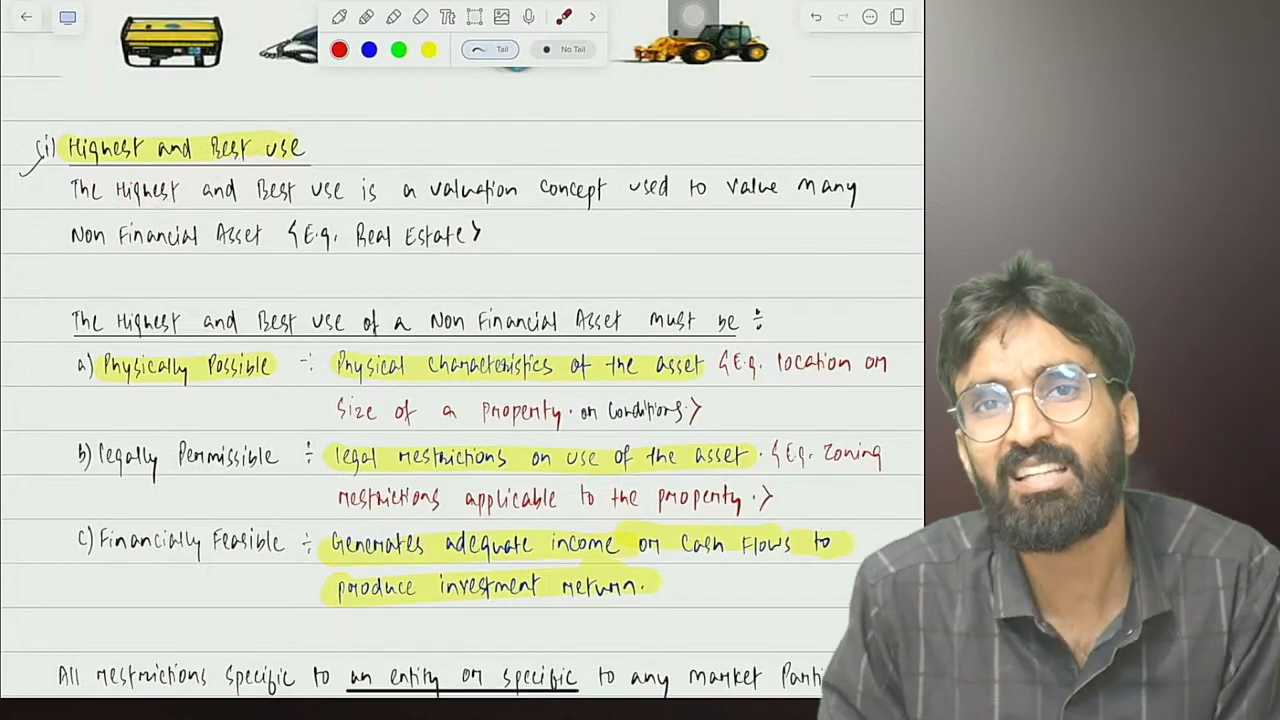 Tail
No Tail
(i) Highest and Best use
The Highest and Best use is a valuation concept used to value many
Non Financial Asset {E.g. Real Estate}
The Highest and Best use of a Non Financial Asset must be ÷
a) Physically Possible ÷ Physical characteristics of the asset {E.g. location or
size of a property. or conditions.}
b) legally Permissible ÷ legal restrictions on use of the asset. {E.g. zoning
restrictions applicable to the property.}
c) Financially Feasible ÷ Generates adequate income or cash flows to
produce investment return.
All restrictions specific to an entity or specific to any market